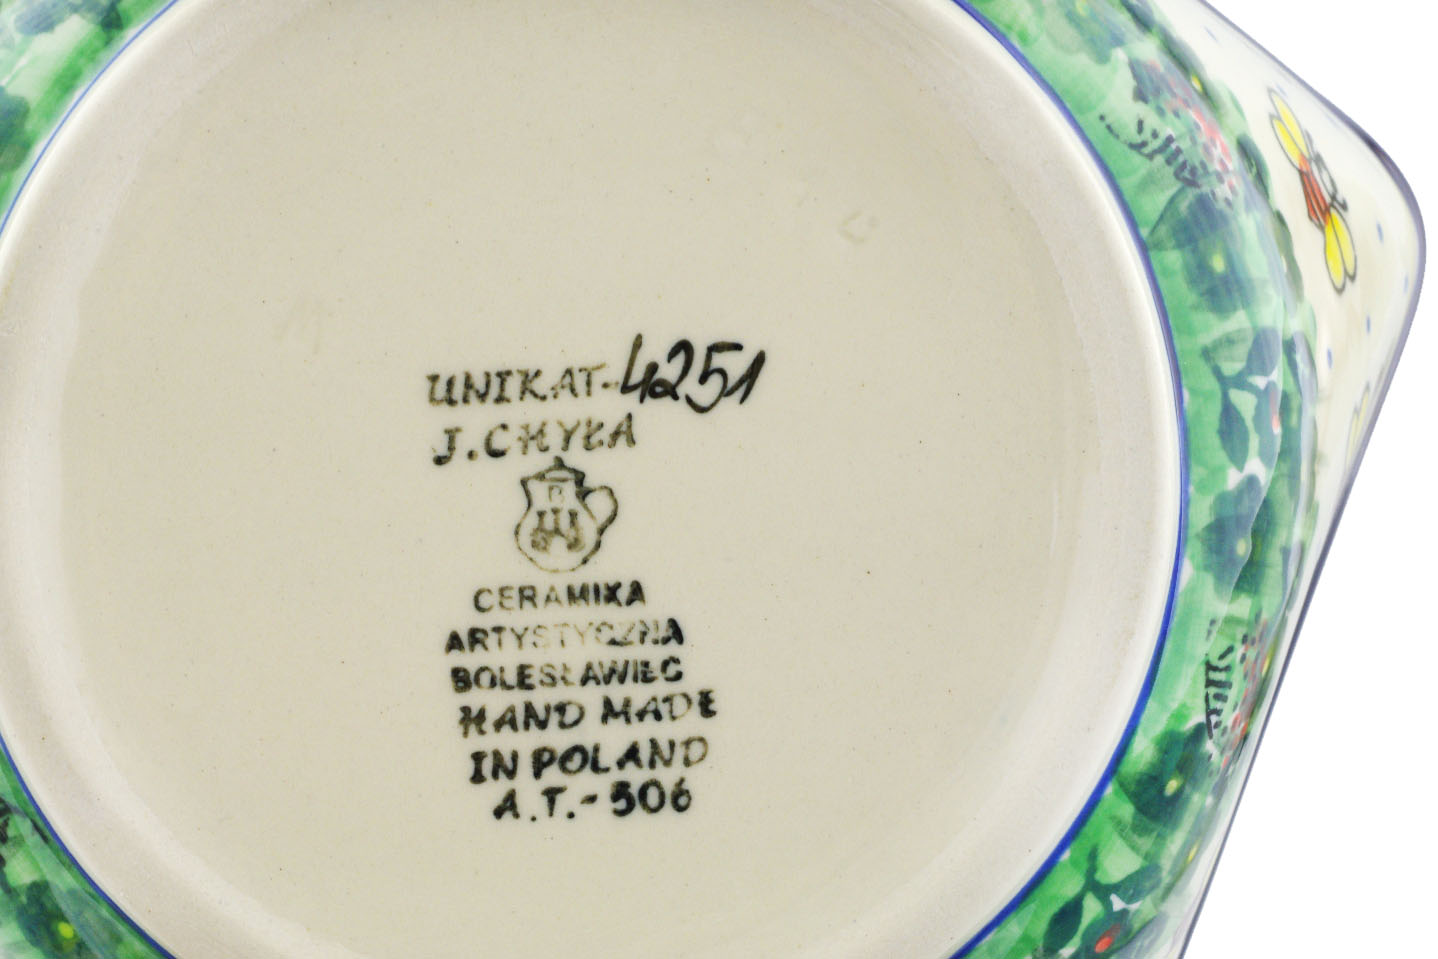 UNIKAT-4251
J.CHYŁA
B
CERAMIKA
ARTYSTYCZNA
BOLESŁAWIEC
HAND MADE
IN POLAND
A.T.-506